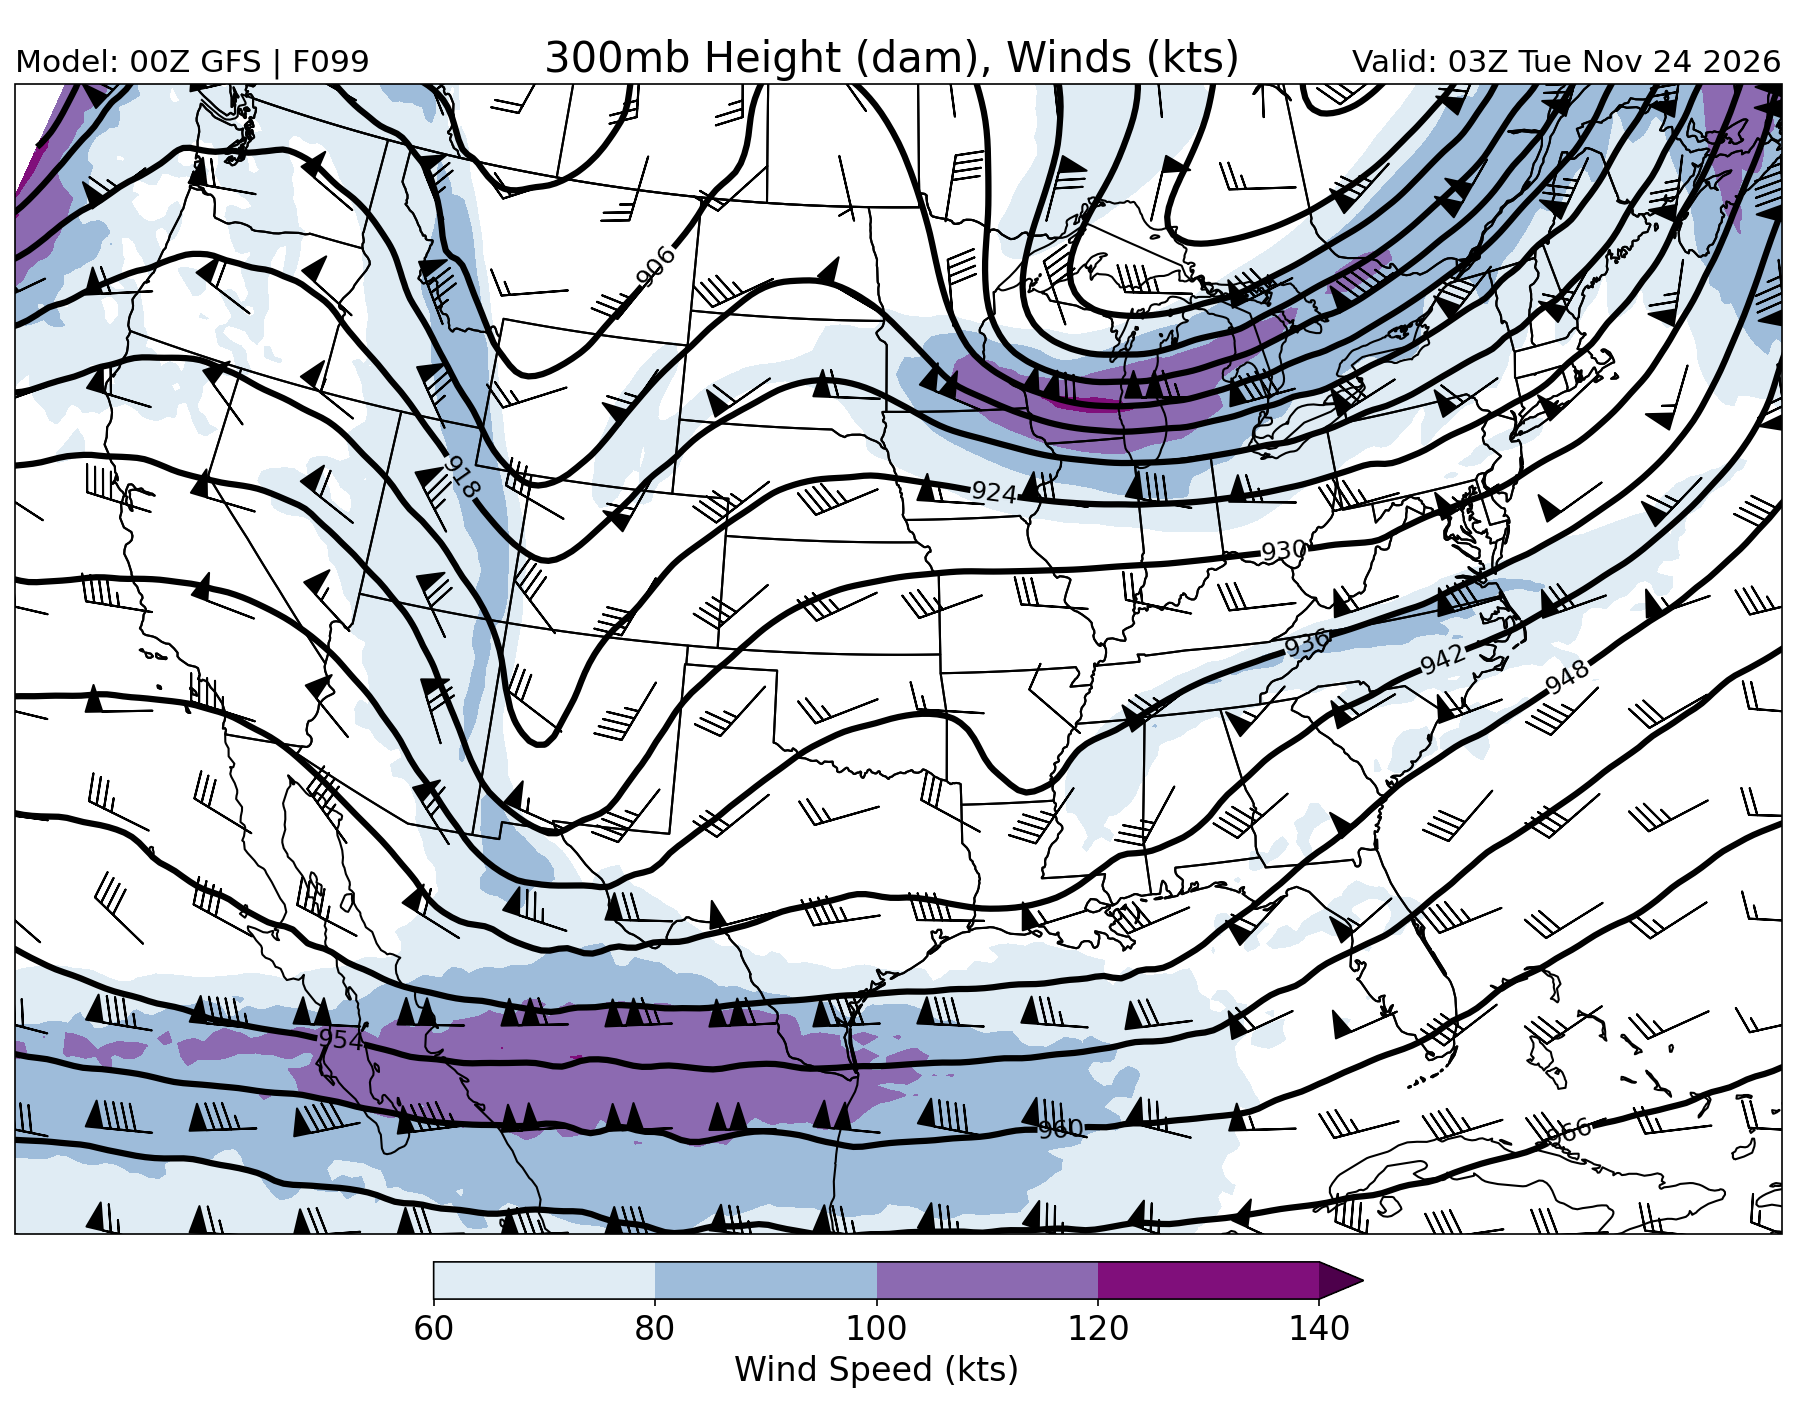 Model: 00Z GFS | F099
300mb Height (dam), Winds (kts)
Valid: 03Z Tue Nov 24 2026
906
918
924
930
936
942
948
954
960
966
60 80 100 120 140
Wind Speed (kts)